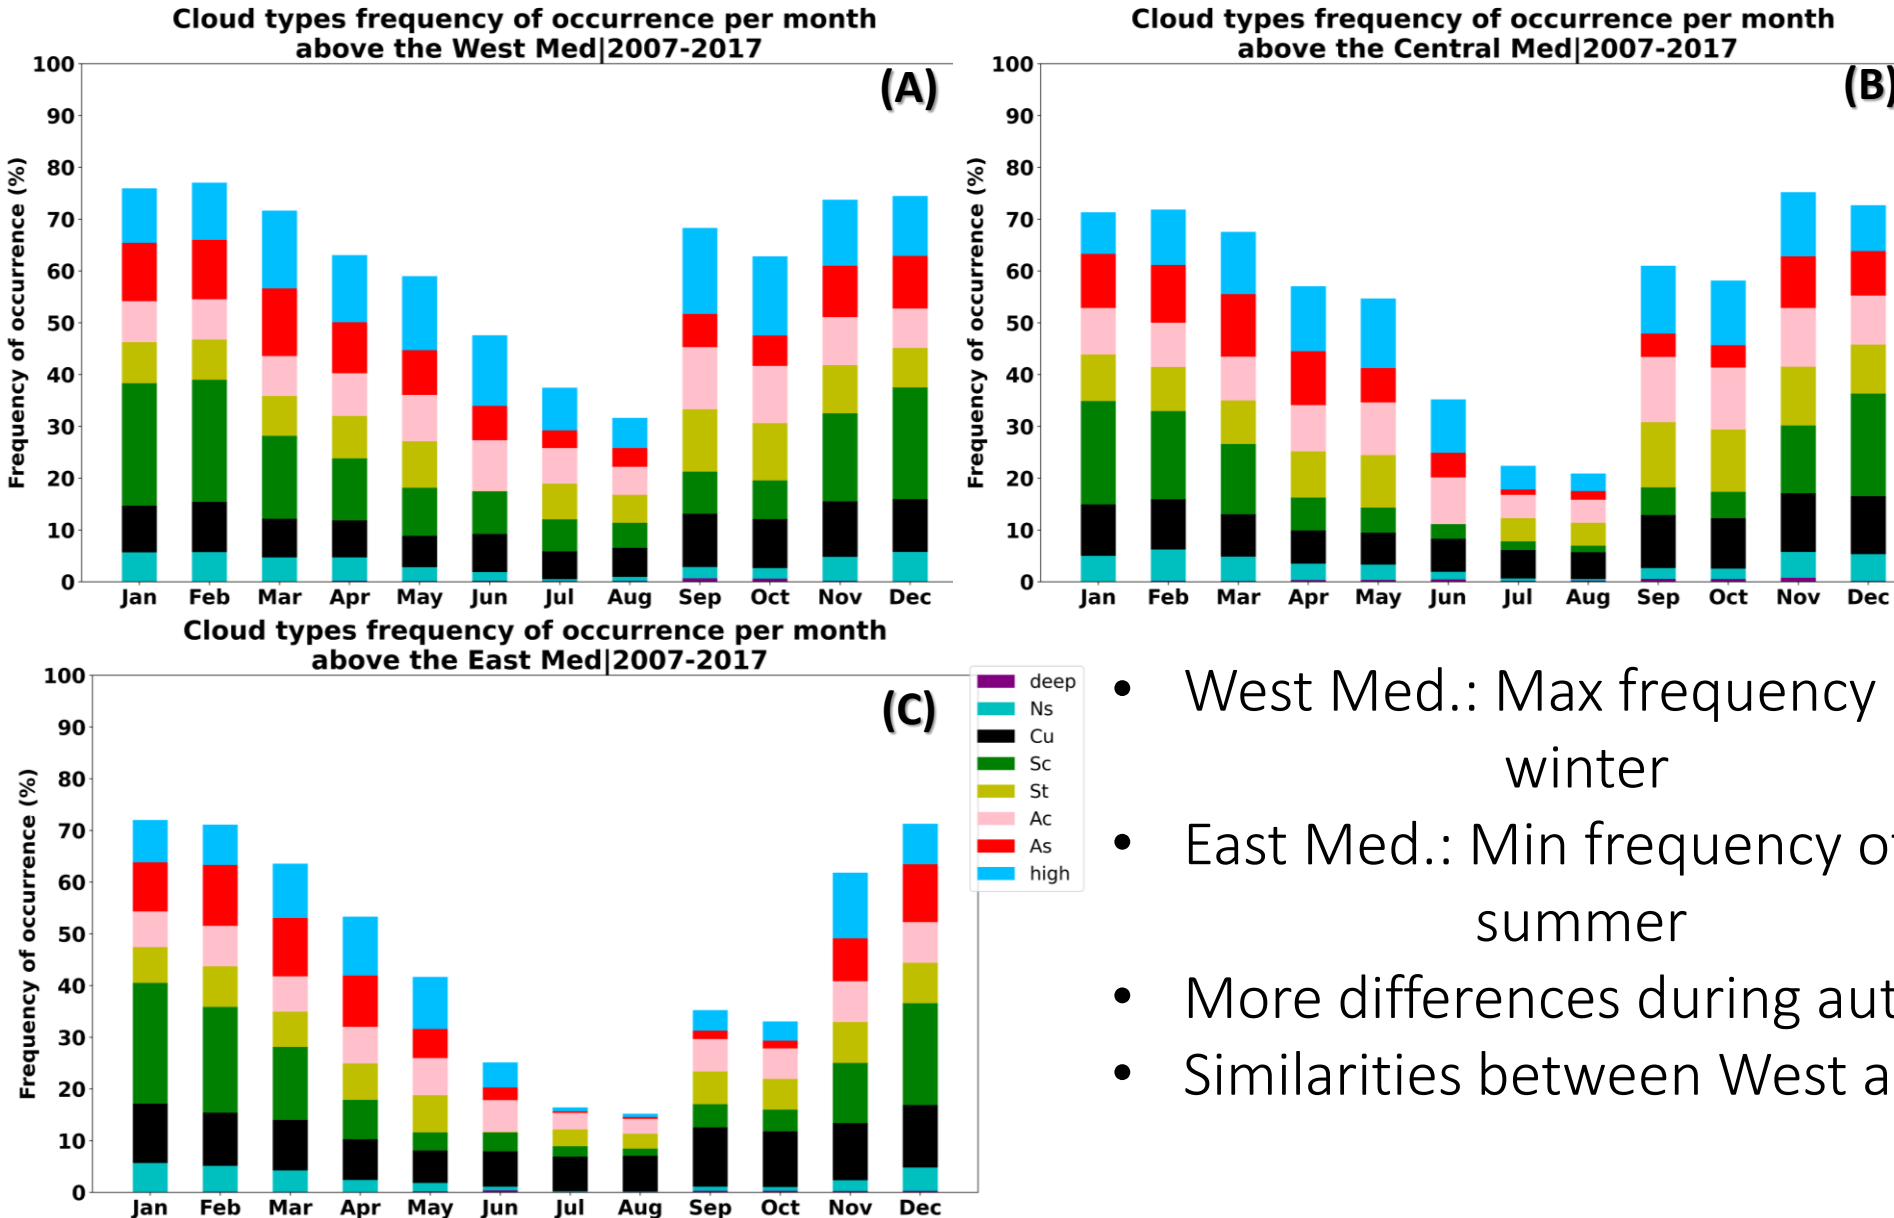 Cloud types frequency of occurrence per month
above the West Med|2007-2017
(A)
Frequency of occurrence (%)
100
90
80
70
60
50
40
30
20
10
0
Jan Feb Mar Apr May Jun Jul Aug Sep Oct Nov Dec
Cloud types frequency of occurrence per month
above the Central Med|2007-2017
(B)
Frequency of occurrence (%)
100
90
80
70
60
50
40
30
20
10
0
Jan Feb Mar Apr May Jun Jul Aug Sep Oct Nov Dec
Cloud types frequency of occurrence per month
above the East Med|2007-2017
(C)
Frequency of occurrence (%)
100
90
80
70
60
50
40
30
20
10
0
Jan Feb Mar Apr May Jun Jul Aug Sep Oct Nov Dec
deep
Ns
Cu
Sc
St
Ac
As
high
• West Med.: Max frequency
winter
• East Med.: Min frequency
summer
• More differences during
• Similarities between West